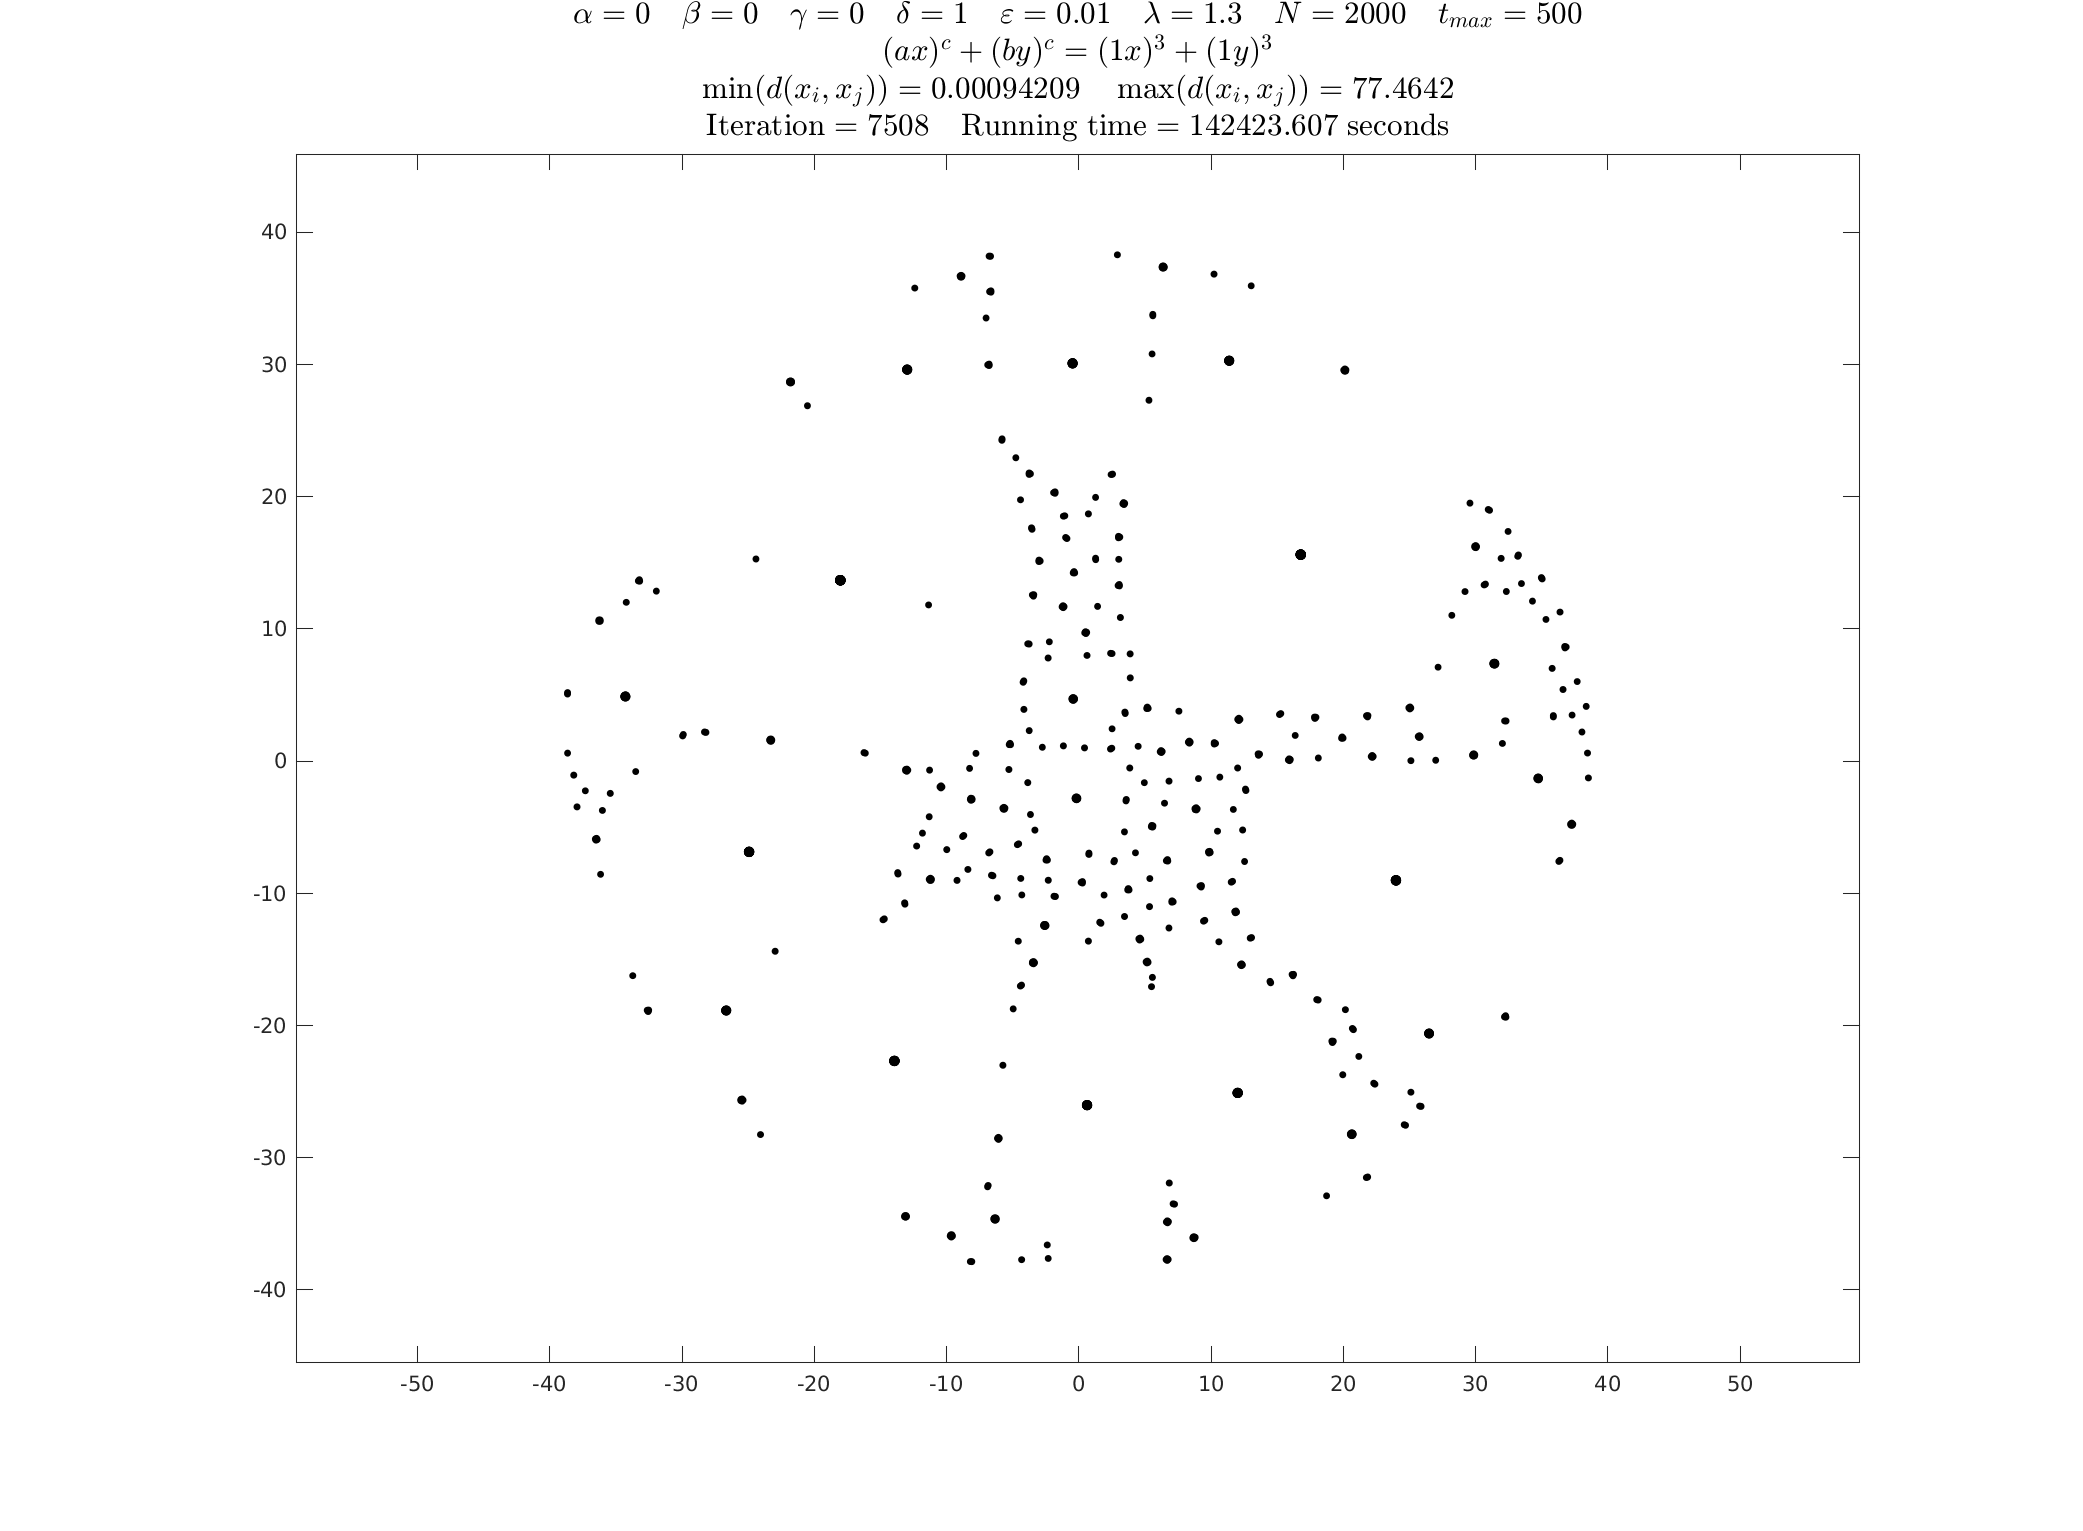 α = 0 β = 0 γ = 0 δ = 1 ε = 0.01 λ = 1.3 N = 2000 t_{max} = 500
(ax)^c + (by)^c = (1x)^3 + (1y)^3
min(d(x_i, x_j)) = 0.00094209 max(d(x_i, x_j)) = 77.4642
Iteration = 7508 Running time = 142423.607 seconds
40
30
20
10
0
-10
-20
-30
-40
-50 -40 -30 -20 -10 0 10 20 30 40 50